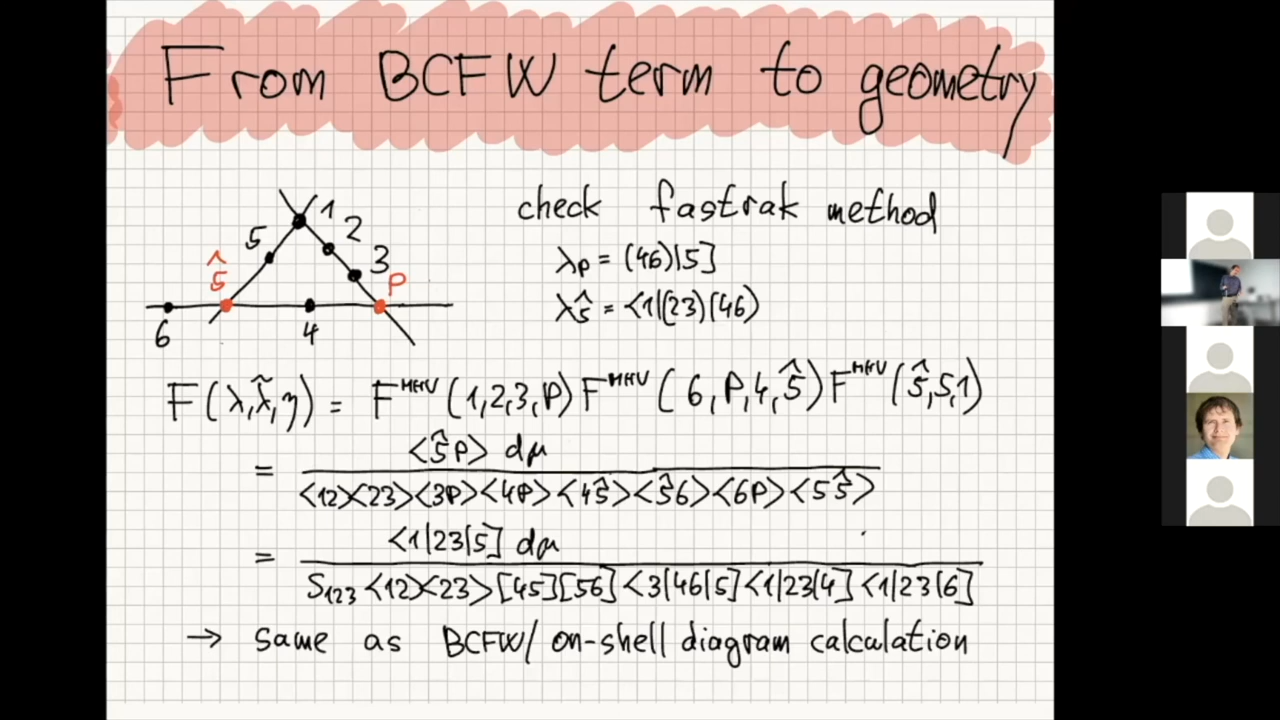 From BCFW term to geometry
check fastrak method
1
2
5
3
5̂
P
6
4
λp = (46)|5]
λ5̂ = <1|(23)(46)
F(λ,λ̃,η) = F^MHV (1,2,3,P) F^MHV (6,P,4,5̂) F^MHV (5̂,5,1)
= <5̂P> dμ / <12><23><3P><4P><45̂><5̂6><6P><55̂>
= <1|23|5] dμ / S123 <12><23>[45][56]<3|46|5]<1|23|4]<1|23|6]
→ same as BCFW/on-shell diagram calculation